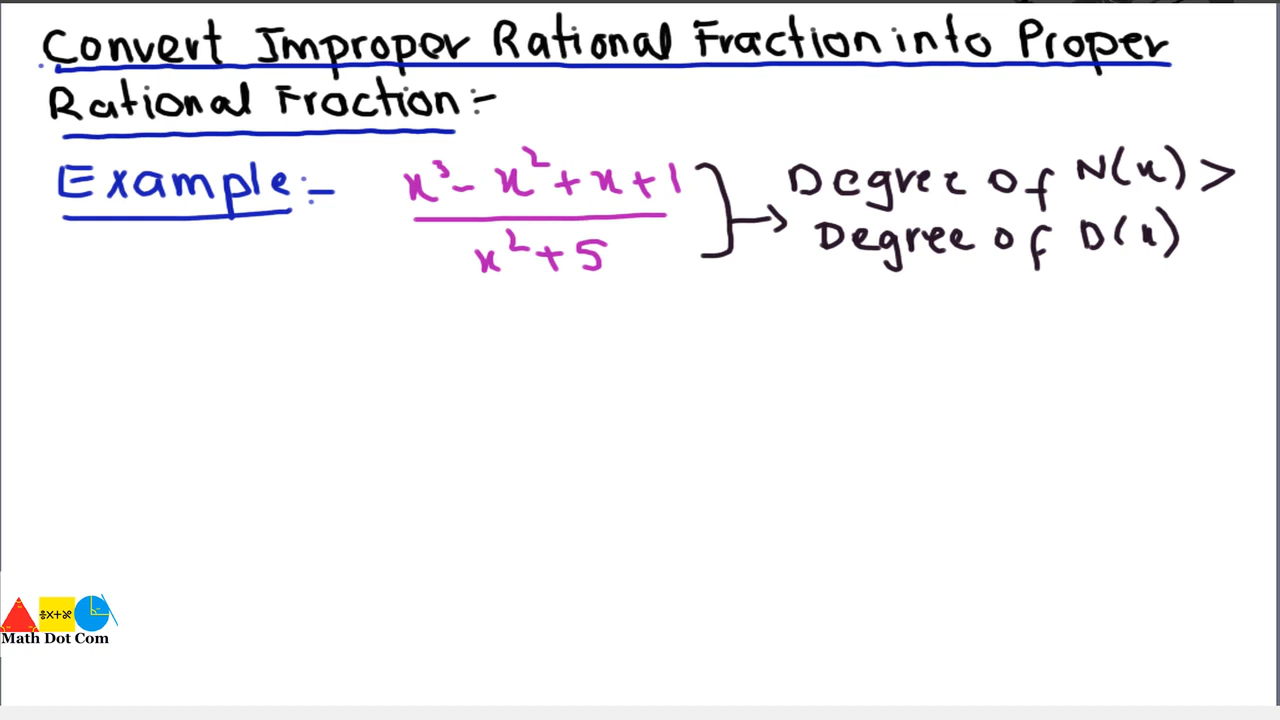 Convert Improper Rational Fraction into Proper
Rational Fraction :-
Example :- x³ - x² + x + 1 Degree of N(x) >
x² + 5 Degree of D(x)
÷x+%
Math Dot Com